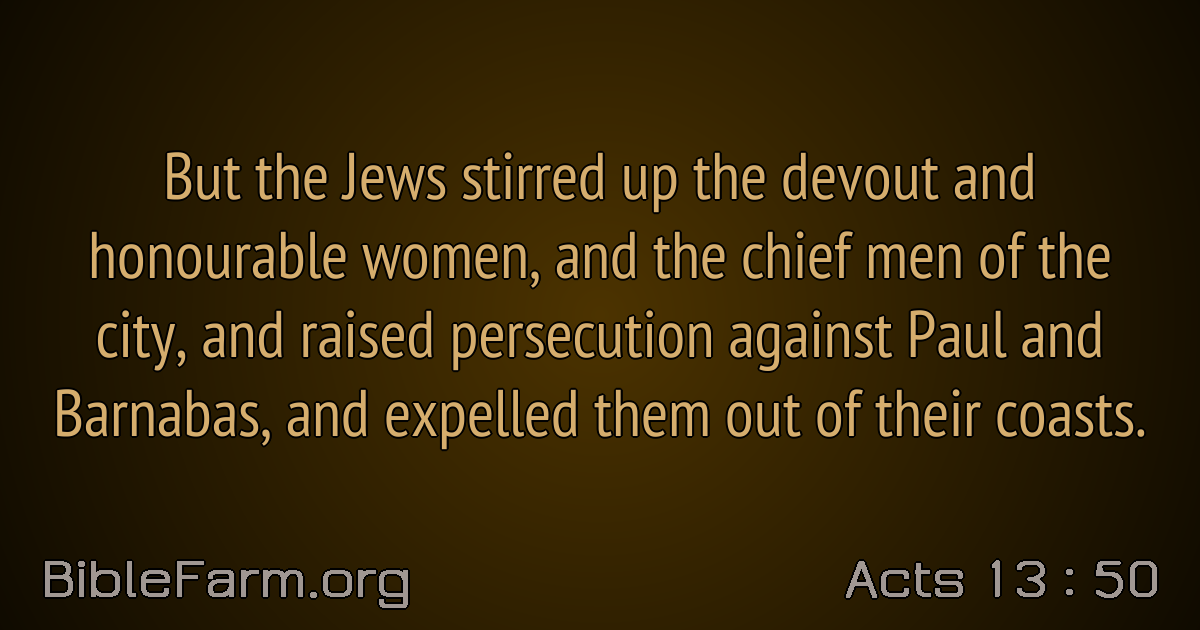 But the Jews stirred up the devout and
honourable women, and the chief men of the
city, and raised persecution against Paul and
Barnabas, and expelled them out of their coasts.
BibleFarm.org
Acts 13 : 50